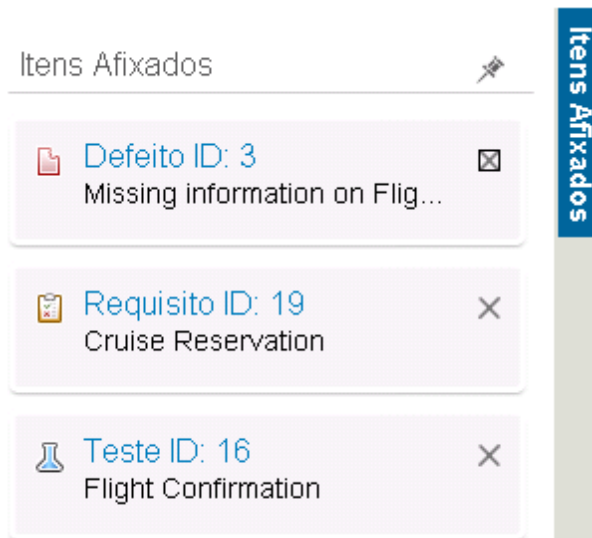 Itens Afixados
Defeito ID: 3
Missing information on Flig...
Requisito ID: 19
Cruise Reservation
Teste ID: 16
Flight Confirmation
Itens Afixados